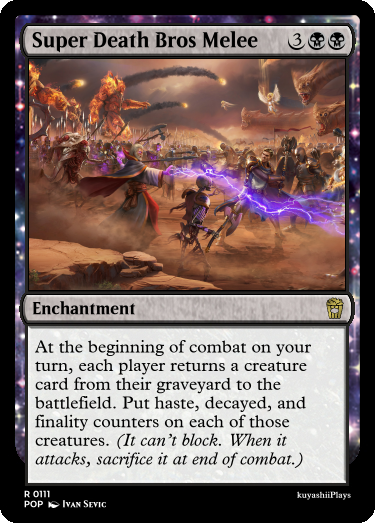 Super Death Bros Melee 3
Enchantment
At the beginning of combat on your
turn, each player returns a creature
card from their graveyard to the
battlefield. Put haste, decayed, and
finality counters on each of those
creatures. (It can't block. When it
attacks, sacrifice it at end of combat.)
R 0111
POP Ivan Sevic
kuyashiiPlays